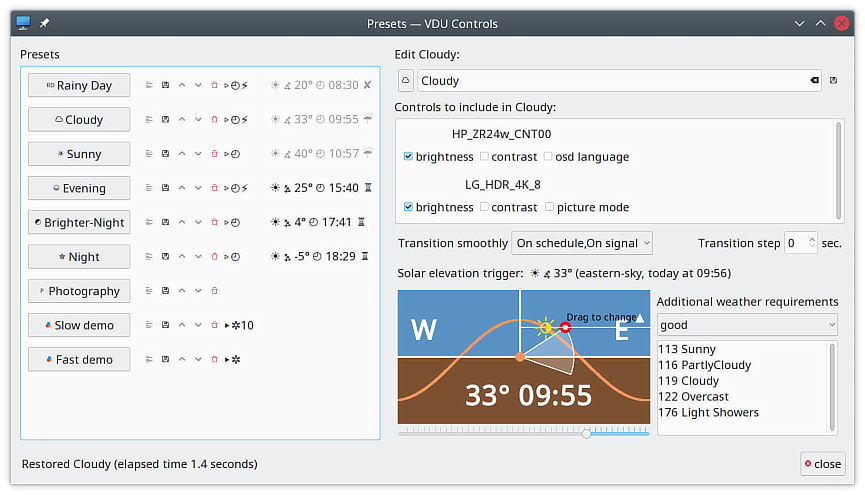 Presets — VDU Controls
Presets
RD Rainy Day 20° 08:30
Cloudy 33° 09:55
Sunny 40° 10:57
Evening 25° 15:40
Brighter-Night 4° 17:41
Night -5° 18:29
P Photography
Slow demo 10
Fast demo
Restored Cloudy (elapsed time 1.4 seconds)
Edit Cloudy:
Cloudy
Controls to include in Cloudy:
HP_ZR24w_CNT00
brightness contrast osd language
LG_HDR_4K_8
brightness contrast picture mode
Transition smoothly On schedule,On signal Transition step 0 sec.
Solar elevation trigger: 33° (eastern-sky, today at 09:56)
Drag to change
W E
33° 09:55
Additional weather requirements
good
113 Sunny
116 PartlyCloudy
119 Cloudy
122 Overcast
176 Light Showers
close